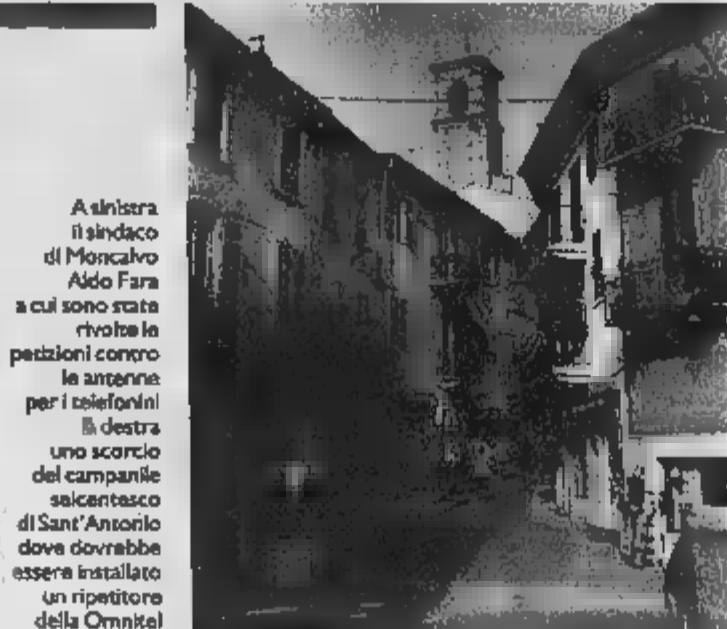 A sinistra
il sindaco
di Moncalvo
Aldo Fara
a cui sono state
rivolte le
petizioni contro
le antenne
per i telefonini
A destra
uno scorcio
del campanile
seicentesco
di Sant'Antonio
dove dovrebbe
essere installato
un ripetitore
della Omnitel